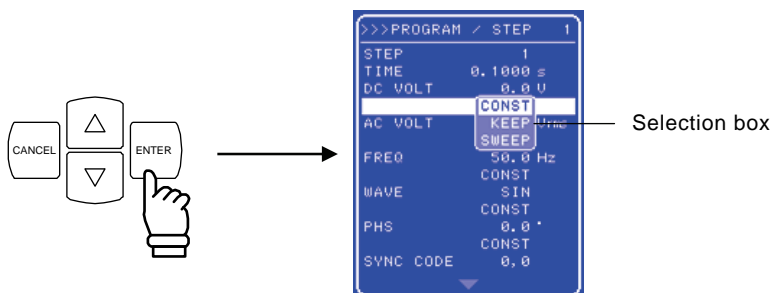 CANCEL
ENTER
>>>PROGRAM / STEP 1
STEP 1
TIME 0.1000 s
DC VOLT 0.0 V
CONST
AC VOLT KEEP Vrms
SWEEP
FREQ 50.0 Hz
CONST
WAVE SIN
CONST
PHS 0.0 °
CONST
SYNC CODE 0,0
Selection box